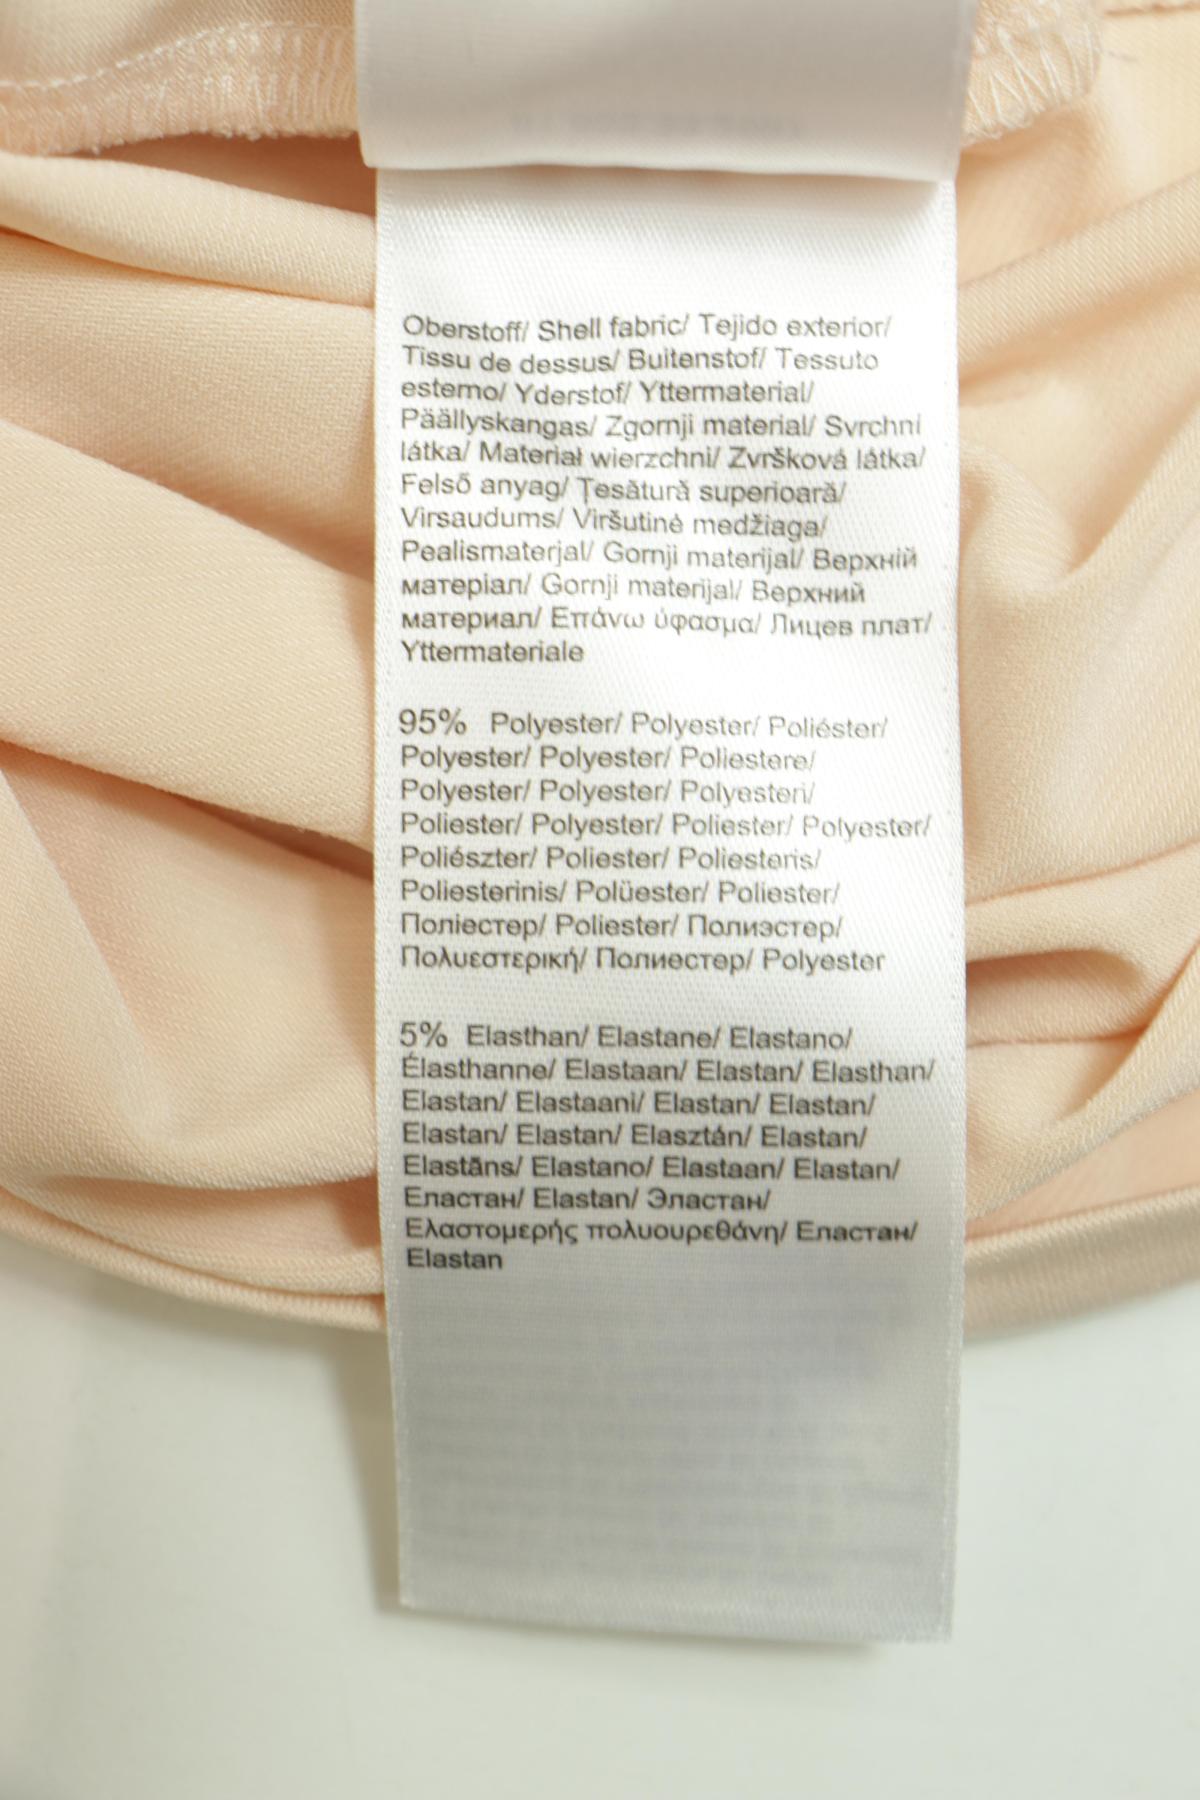 Oberstoff/ Shell fabric/ Tejido exterior/
Tissu de dessus/ Buitenstof/ Tessuto
esterno/ Yderstof/ Yttermaterial/
Päällyskangas/ Zgornji material/ Svrchní
látka/ Materiał wierzchni/ Zvršková látka/
Felső anyag/ Țesătură superioară/
Virsaudums/ Viršutinė medžiaga/
Pealismaterjal/ Gornji materijal/ Верхній
матеріал/ Gornji materijal/ Верхний
материал/ Επάνω ύφασμα/ Лицев плат/
Yttermateriale
95% Polyester/ Polyester/ Poliéster/
Polyester/ Polyester/ Poliestere/
Polyester/ Polyester/ Polyesteri/
Poliester/ Polyester/ Poliester/ Polyester/
Poliészter/ Poliester/ Poliesteris/
Poliesterinis/ Polüester/ Poliester/
Поліестер/ Poliester/ Полиэстер/
Πολυεστερική/ Полиестер/ Polyester
5% Elasthan/ Elastane/ Elastano/
Élasthanne/ Elastaan/ Elastan/ Elasthan/
Elastan/ Elastaani/ Elastan/ Elastan/
Elastan/ Elastan/ Elasztán/ Elastan/
Elastāns/ Elastano/ Elastaan/ Elastan/
Еластан/ Elastan/ Эластан/
Ελαστομερής πολυουρεθάνη/ Еластан/
Elastan